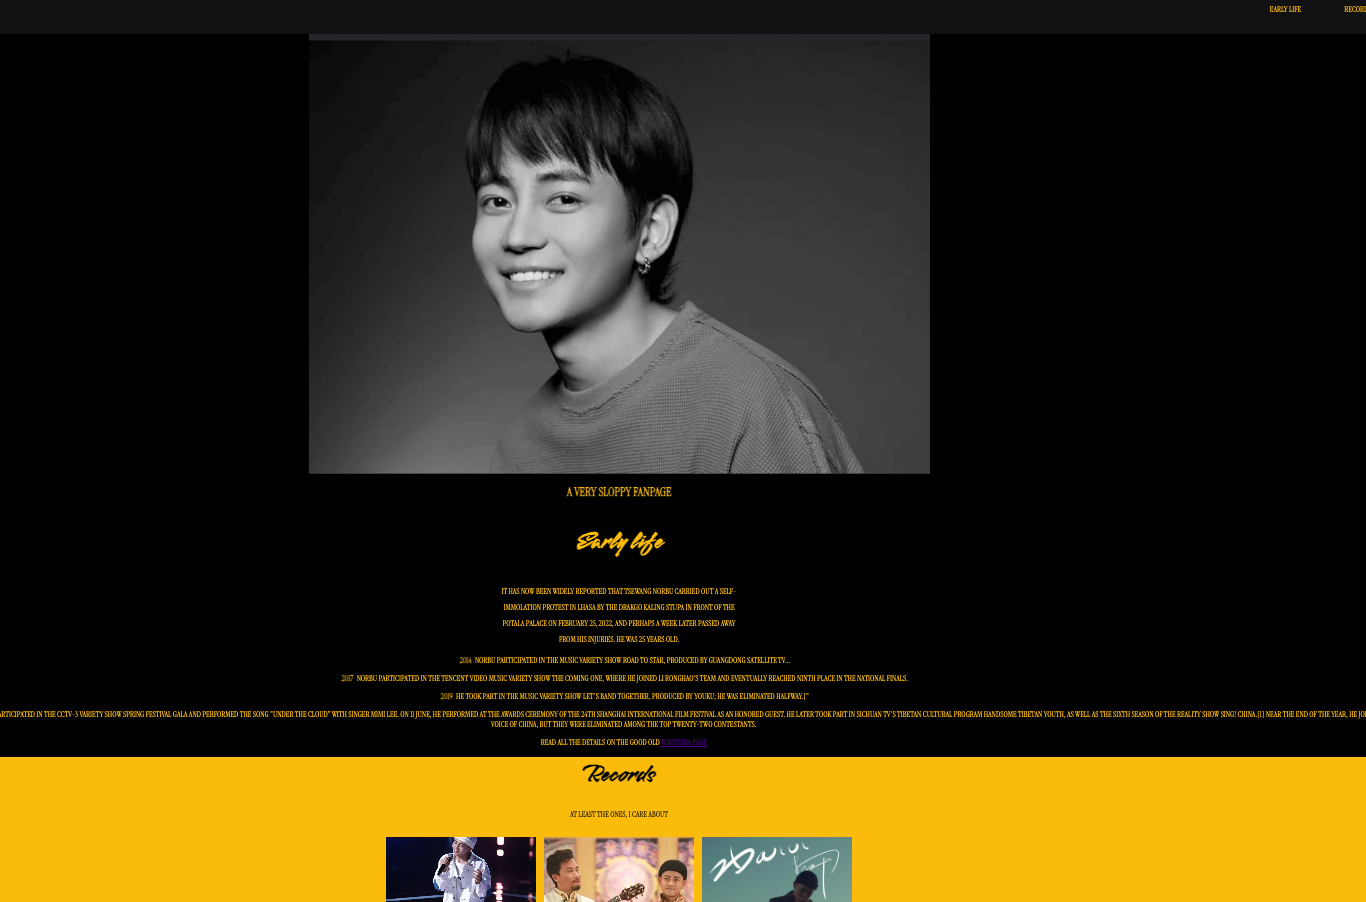 EARLY LIFE
RECOR
A VERY SLOPPY FANPAGE
Early life
IT HAS NOW BEEN WIDELY REPORTED THAT TSEWANG NORBU CARRIED OUT A SELF-
IMMOLATION PROTEST IN LHASA BY THE DRAKGO KALING STUPA IN FRONT OF THE
POTALA PALACE ON FEBRUARY 25, 2022, AND PERHAPS A WEEK LATER PASSED AWAY
FROM HIS INJURIES. HE WAS 25 YEARS OLD.
2014 NORBU PARTICIPATED IN THE MUSIC VARIETY SHOW ROAD TO STAR, PRODUCED BY GUANGDONG SATELLITE TV...
2017 NORBU PARTICIPATED IN THE TENCENT VIDEO MUSIC VARIETY SHOW THE COMING ONE, WHERE HE JOINED LI RONGHAO'S TEAM AND EVENTUALLY REACHED NINTH PLACE IN THE NATIONAL FINALS.
2019 HE TOOK PART IN THE MUSIC VARIETY SHOW LET'S BAND TOGETHER, PRODUCED BY YOUKU; HE WAS ELIMINATED HALFWAY.["
ARTICIPATED IN THE CCTV-3 VARIETY SHOW SPRING FESTIVAL GALA AND PERFORMED THE SONG "UNDER THE CLOUD" WITH SINGER MIMI LEE. ON 11 JUNE, HE PERFORMED AT THE AWARDS CEREMONY OF THE 24TH SHANGHAI INTERNATIONAL FILM FESTIVAL AS AN HONORED GUEST. HE LATER TOOK PART IN SICHUAN TV'S TIBETAN CULTURAL PROGRAM HANDSOME TIBETAN YOUTH, AS WELL AS THE SIXTH SEASON OF THE REALITY SHOW SING! CHINA.[1] NEAR THE END OF THE YEAR, HE JO
VOICE OF CHINA, BUT THEY WERE ELIMINATED AMONG THE TOP TWENTY-TWO CONTESTANTS.
READ ALL THE DETAILS ON THE GOOD OLD WIKIPEDIA PAGE
Records
AT LEAST THE ONES, I CARE ABOUT